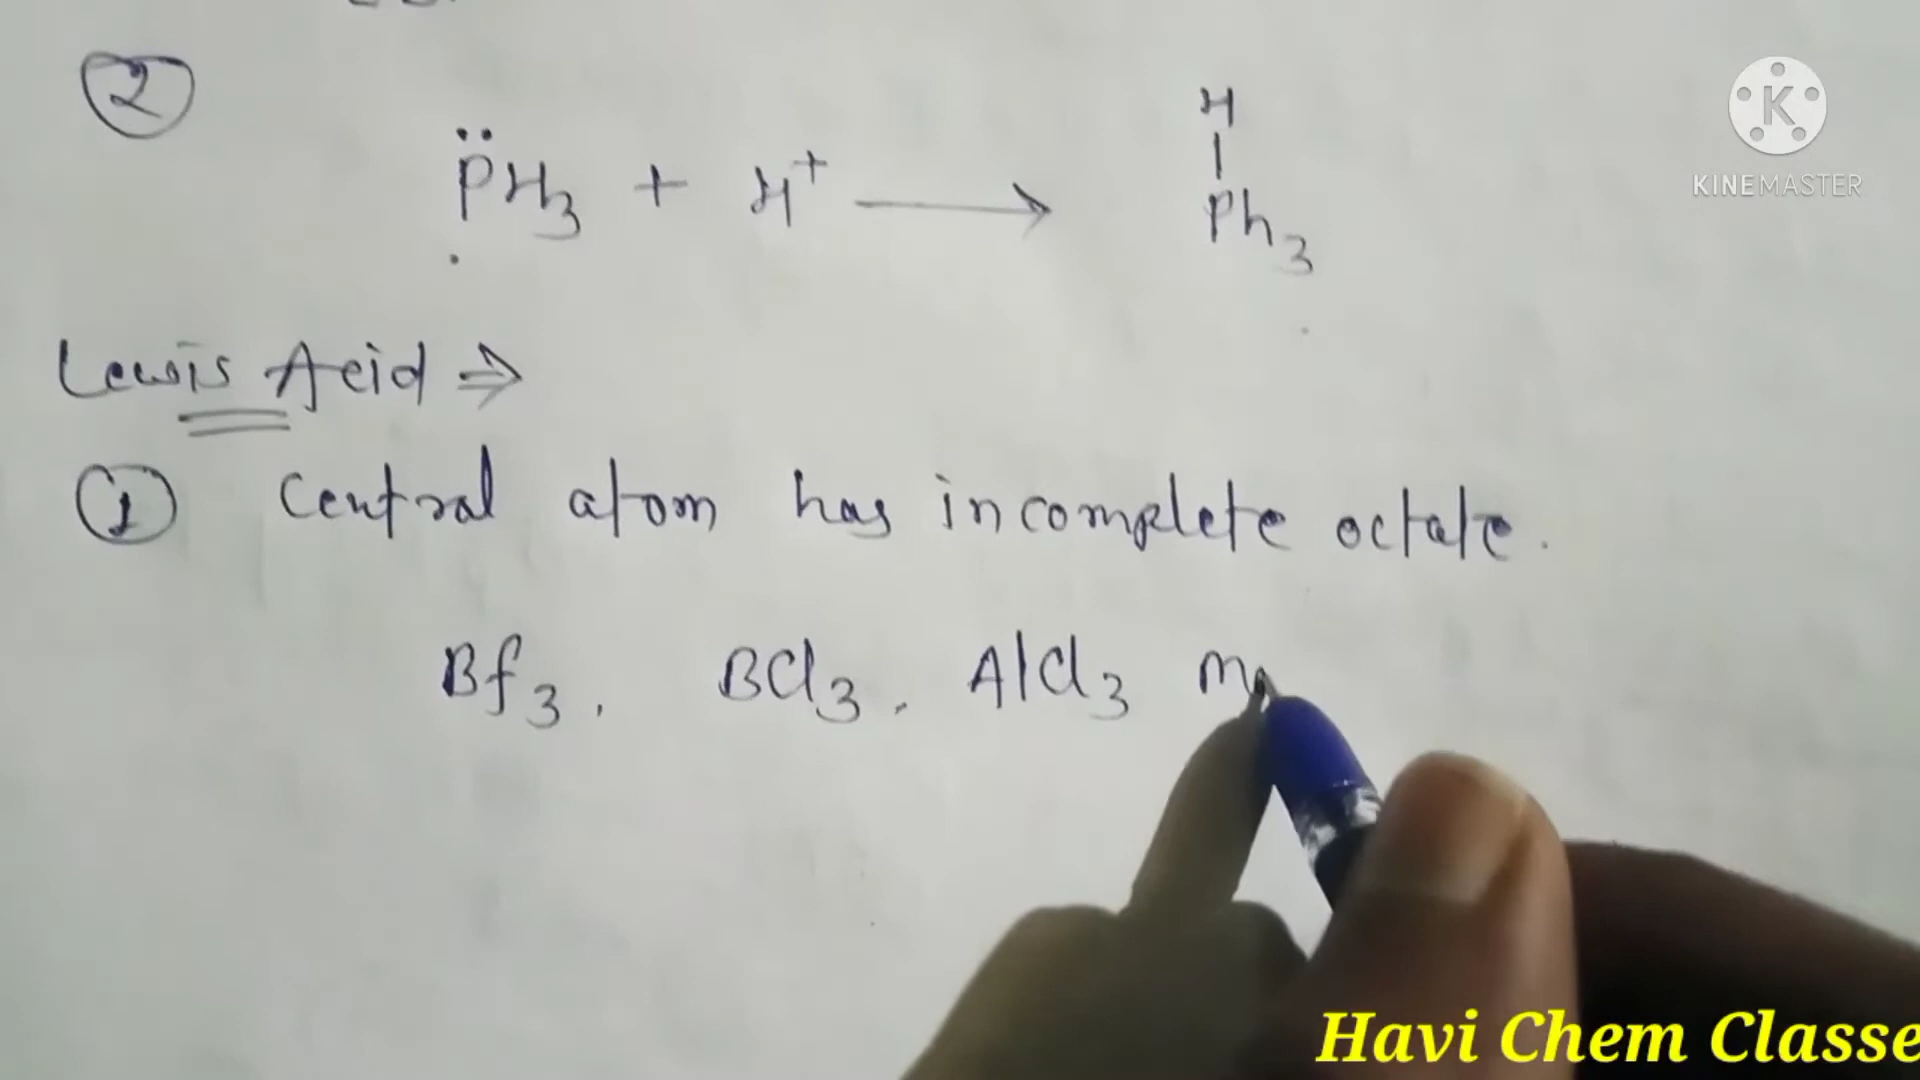 2
P̈H3 + H+ ⟶ H
|
Ph3
K
KINEMASTER
Lewis Acid ⇒
1 Central atom has incomplete octate.
Bf3, BCl3, AlCl3
Havi Chem Classe